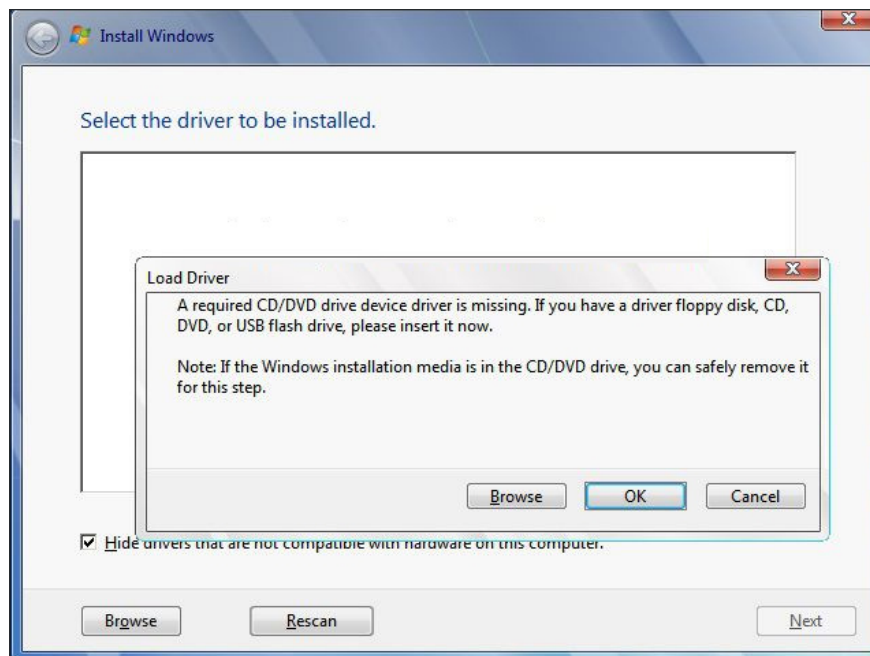 Install Windows
Select the driver to be installed.
Load Driver
A required CD/DVD drive device driver is missing. If you have a driver floppy disk, CD,
DVD, or USB flash drive, please insert it now.
Note: If the Windows installation media is in the CD/DVD drive, you can safely remove it
for this step.
Browse OK Cancel
Hide drivers that are not compatible with hardware on this computer.
Browse Rescan Next